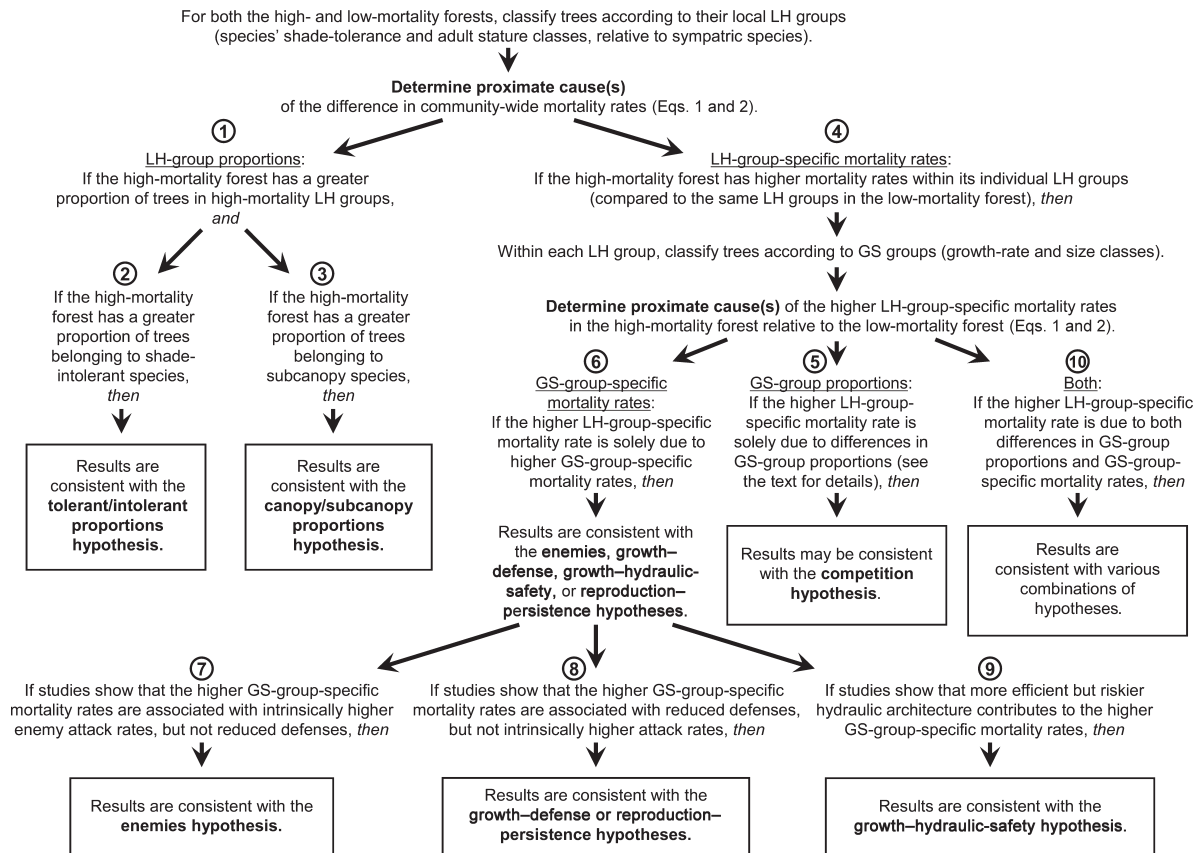 For both the high- and low-mortality forests, classify trees according to their local LH groups
(species' shade-tolerance and adult stature classes, relative to sympatric species).
Determine proximate cause(s)
of the difference in community-wide mortality rates (Eqs. 1 and 2).
1
LH-group proportions:
If the high-mortality forest has a greater
proportion of trees in high-mortality LH groups,
and
2
If the high-mortality
forest has a greater
proportion of trees
belonging to shade-
intolerant species,
then
Results are
consistent with the
tolerant/intolerant
proportions
hypothesis.
3
If the high-mortality
forest has a greater
proportion of trees
belonging to
subcanopy species,
then
Results are
consistent with the
canopy/subcanopy
proportions
hypothesis.
4
LH-group-specific mortality rates:
If the high-mortality forest has higher mortality rates within its individual LH groups
(compared to the same LH groups in the low-mortality forest), then
Within each LH group, classify trees according to GS groups (growth-rate and size classes).
Determine proximate cause(s) of the higher LH-group-specific mortality rates
in the high-mortality forest relative to the low-mortality forest (Eqs. 1 and 2).
6
GS-group-specific
mortality rates:
If the higher LH-group-specific
mortality rate is solely due to
higher GS-group-specific
mortality rates, then
Results are consistent with
the enemies, growth–
defense, growth–hydraulic-
safety, or reproduction–
persistence hypotheses.
5
GS-group proportions:
If the higher LH-group-
specific mortality rate is
solely due to differences in
GS-group proportions (see
the text for details), then
Results may be consistent
with the competition
hypothesis.
10
Both:
If the higher LH-group-specific
mortality rate is due to both
differences in GS-group
proportions and GS-group-
specific mortality rates, then
Results are
consistent with various
combinations of
hypotheses.
7
If studies show that the higher GS-group-specific
mortality rates are associated with intrinsically higher
enemy attack rates, but not reduced defenses, then
Results are consistent with the
enemies hypothesis.
8
If studies show that the higher GS-group-specific
mortality rates are associated with reduced defenses,
but not intrinsically higher attack rates, then
Results are consistent with the
growth–defense or reproduction–
persistence hypotheses.
9
If studies show that more efficient but riskier
hydraulic architecture contributes to the higher
GS-group-specific mortality rates, then
Results are consistent with the
growth–hydraulic-safety hypothesis.